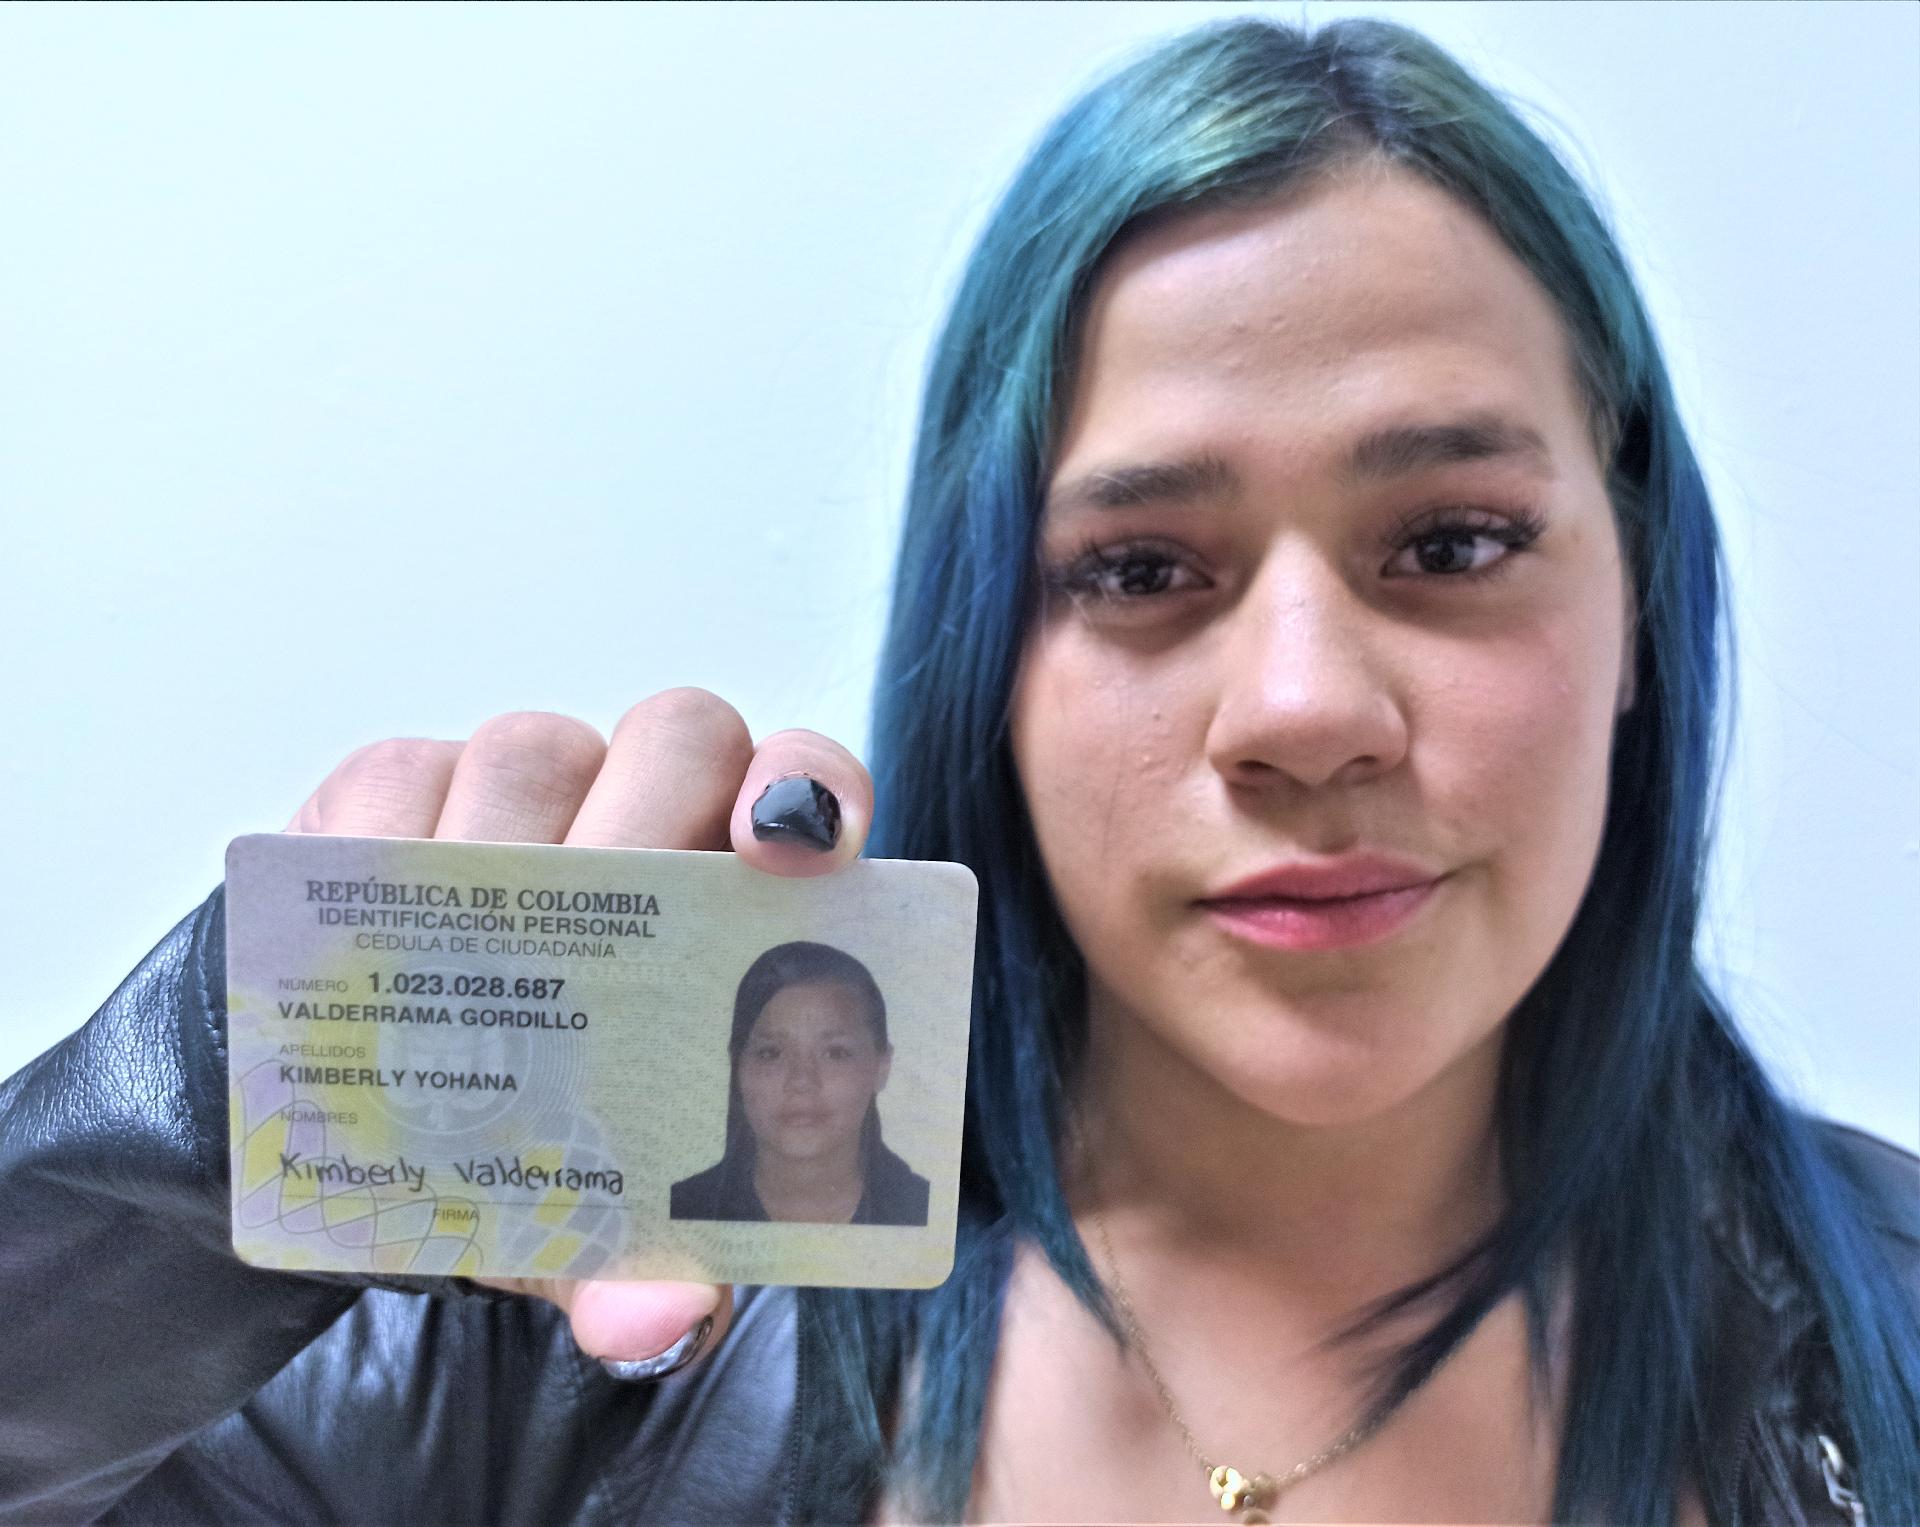 REPÚBLICA DE COLOMBIA
IDENTIFICACIÓN PERSONAL
CÉDULA DE CIUDADANÍA
NÚMERO 1.023.028.687
VALDERRAMA GORDILLO
APELLIDOS
KIMBERLY YOHANA
NOMBRES
Kimberly Valderrama
FIRMA